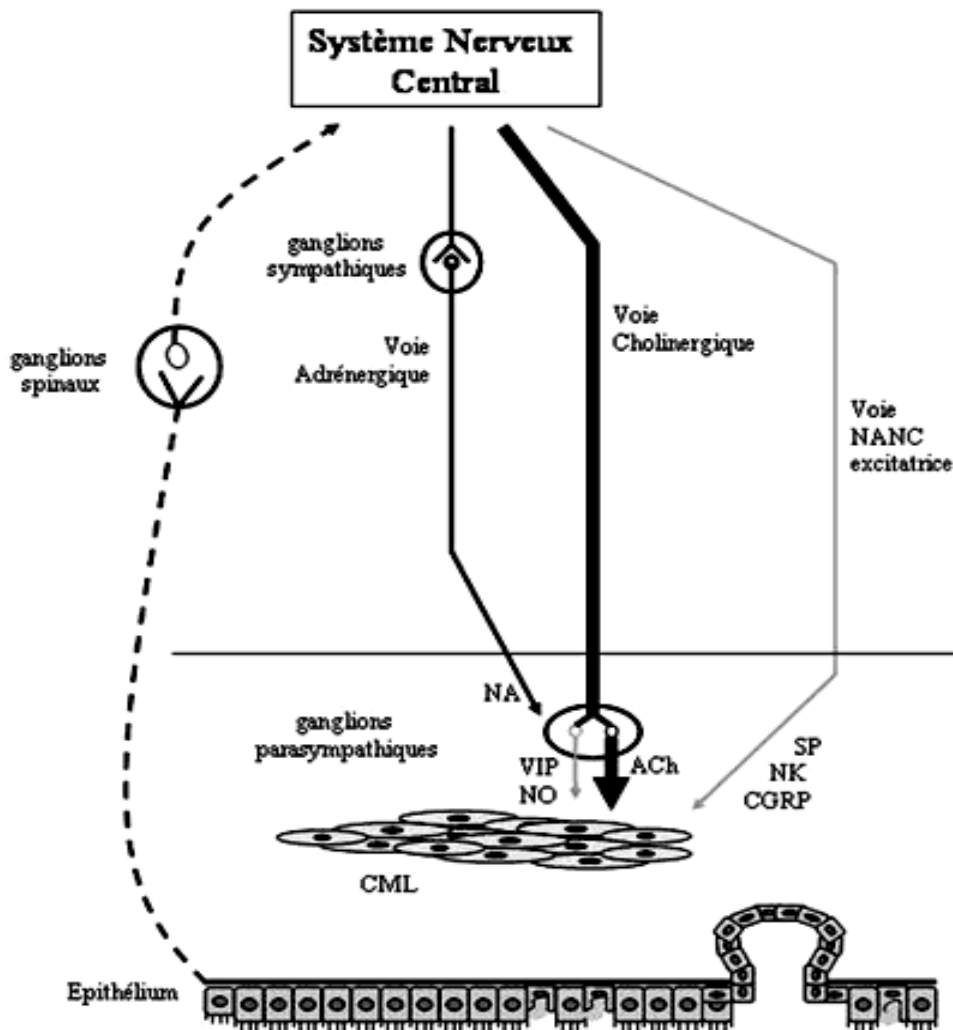 Système Nerveux
Central
ganglions
sympathiques
Voie
Adrénergique
Voie
Cholinergique
ganglions
spinaux
Voie
NANC
excitatrice
NA
ganglions
parasympathiques
VIP
NO
ACh
SP
NK
CGRP
CML
Epithélium